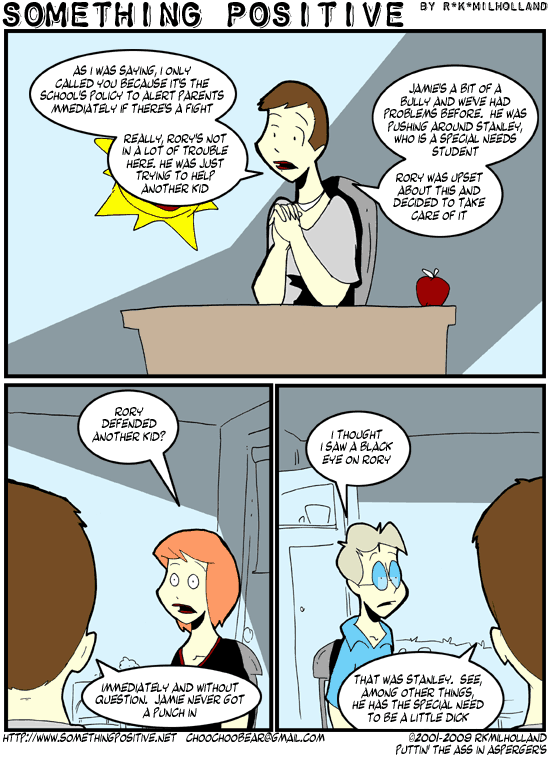 SOMETHING POSITIVE BY R*K*MILHOLLAND
AS I WAS SAYING, I ONLY
CALLED YOU BECAUSE IT'S THE
SCHOOL'S POLICY TO ALERT PARENTS
IMMEDIATELY IF THERE'S A FIGHT
REALLY, RORY'S NOT
IN A LOT OF TROUBLE
HERE. HE WAS JUST
TRYING TO HELP
ANOTHER KID
JAMIE'S A BIT OF A
BULLY AND WE'VE HAD
PROBLEMS BEFORE. HE WAS
PUSHING AROUND STANLEY,
WHO IS A SPECIAL NEEDS
STUDENT
RORY WAS UPSET
ABOUT THIS AND
DECIDED TO TAKE
CARE OF IT
RORY
DEFENDED
ANOTHER KID?
IMMEDIATELY AND WITHOUT
QUESTION. JAMIE NEVER GOT
A PUNCH IN
I THOUGHT
I SAW A BLACK
EYE ON RORY
THAT WAS STANLEY. SEE,
AMONG OTHER THINGS,
HE HAS THE SPECIAL NEED
TO BE A LITTLE DICK
HTTP://WWW.SOMETHINGPOSITIVE.NET CHOOCHOOBEAR@GMAIL.COM
©2001-2009 RKMILHOLLAND
PUTTIN' THE ASS IN ASPERGER'S